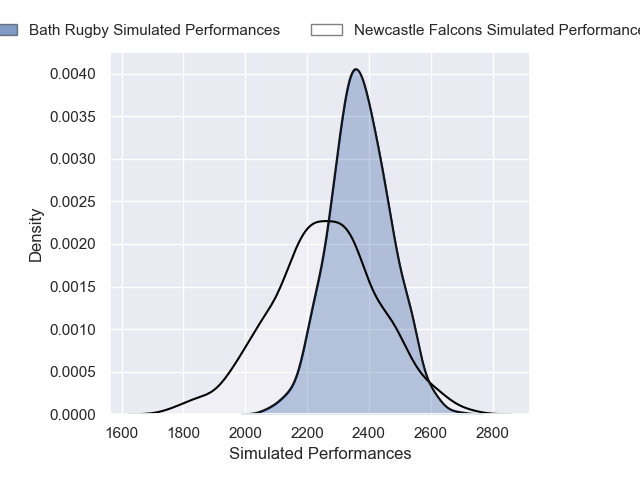 Bath Rugby Simulated Performances
Newcastle Falcons Simulated Performance
0.0040
0.0035
0.0030
0.0025
0.0020
0.0015
0.0010
0.0005
0.0000
Density
1600 1800 2000 2200 2400 2600 2800
Simulated Performances